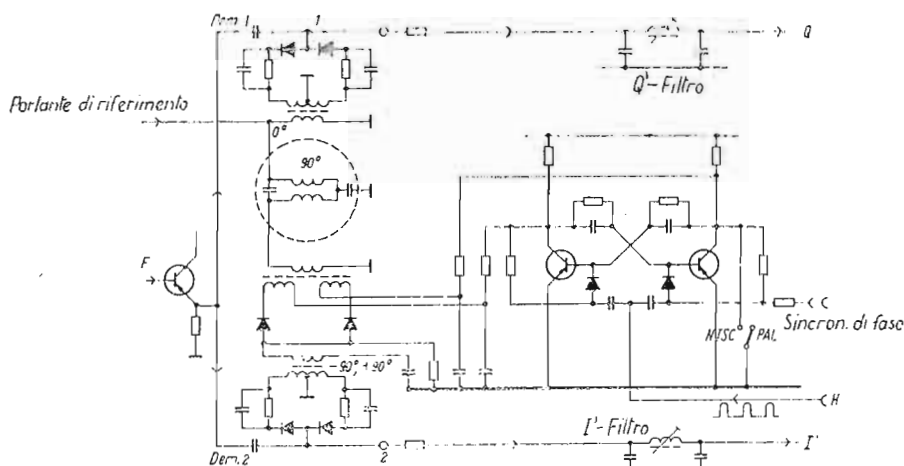 Dem. 1
1
Q
Portante di riferimento
Q'-Filtro
0°
90°
F
Sincron. di fase
NTSC
PAL
-90°, +90°
H
I'-Filtro
Dem. 2
2
I'